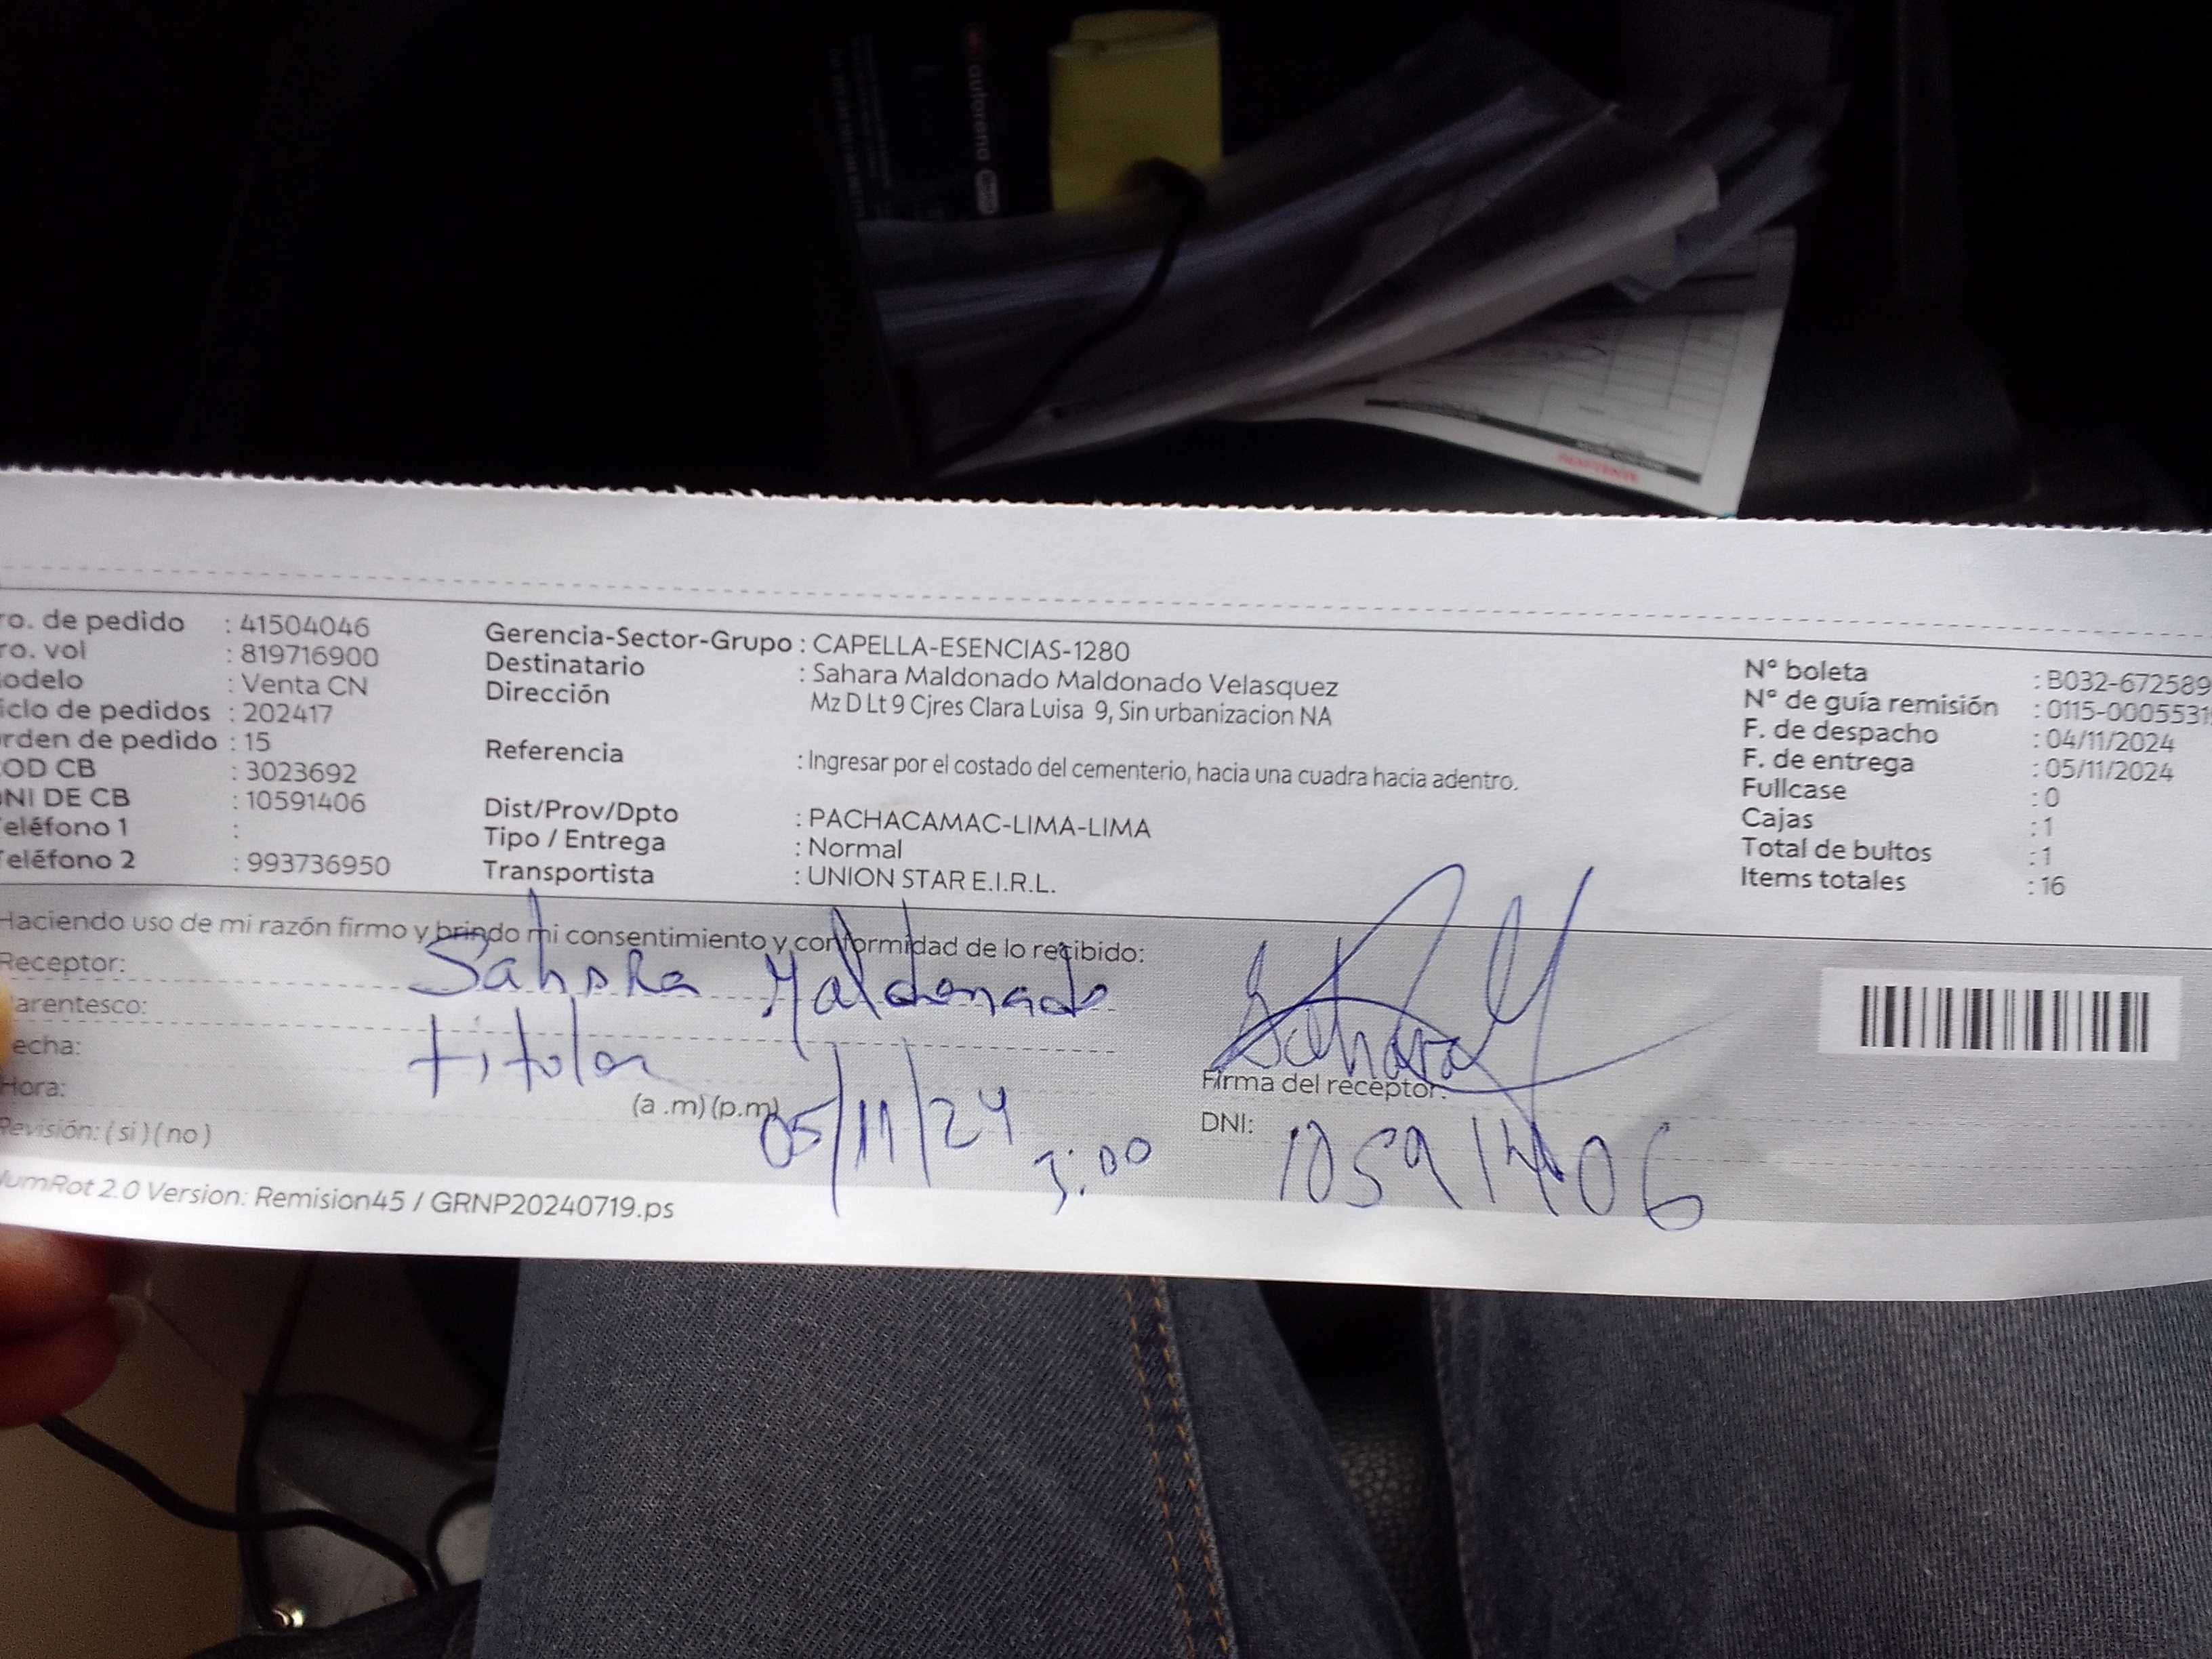 autorama
ro. de pedido : 41504046
ro. vol : 819716900
odelo : Venta CN
iclo de pedidos : 202417
rden de pedido : 15
OD CB : 3023692
NI DE CB : 10591406
eléfono 1 :
eléfono 2 : 993736950
Gerencia-Sector-Grupo : CAPELLA-ESENCIAS-1280
Destinatario : Sahara Maldonado Maldonado Velasquez
Dirección Mz D Lt 9 Cjres Clara Luisa 9, Sin urbanizacion NA
Referencia : Ingresar por el costado del cementerio, hacia una cuadra hacia adentro.
Dist/Prov/Dpto : PACHACAMAC-LIMA-LIMA
Tipo / Entrega : Normal
Transportista : UNION STAR E.I.R.L.
N° boleta : B032-672589
N° de guía remisión : 0115-0005531
F. de despacho : 04/11/2024
F. de entrega : 05/11/2024
Fullcase : 0
Cajas : 1
Total de bultos : 1
Items totales : 16
Haciendo uso de mi razón firmo y brindo mi consentimiento y conformidad de lo recibido:
Receptor: Sahara Maldonado
arentesco: titular
echa: 05/11/24
Hora: (a .m) (p.m) 3:00
Revisión: ( si ) ( no )
Sahara
Firma del receptor:
DNI: 10591406
umRot 2.0 Version: Remision45 / GRNP20240719.ps